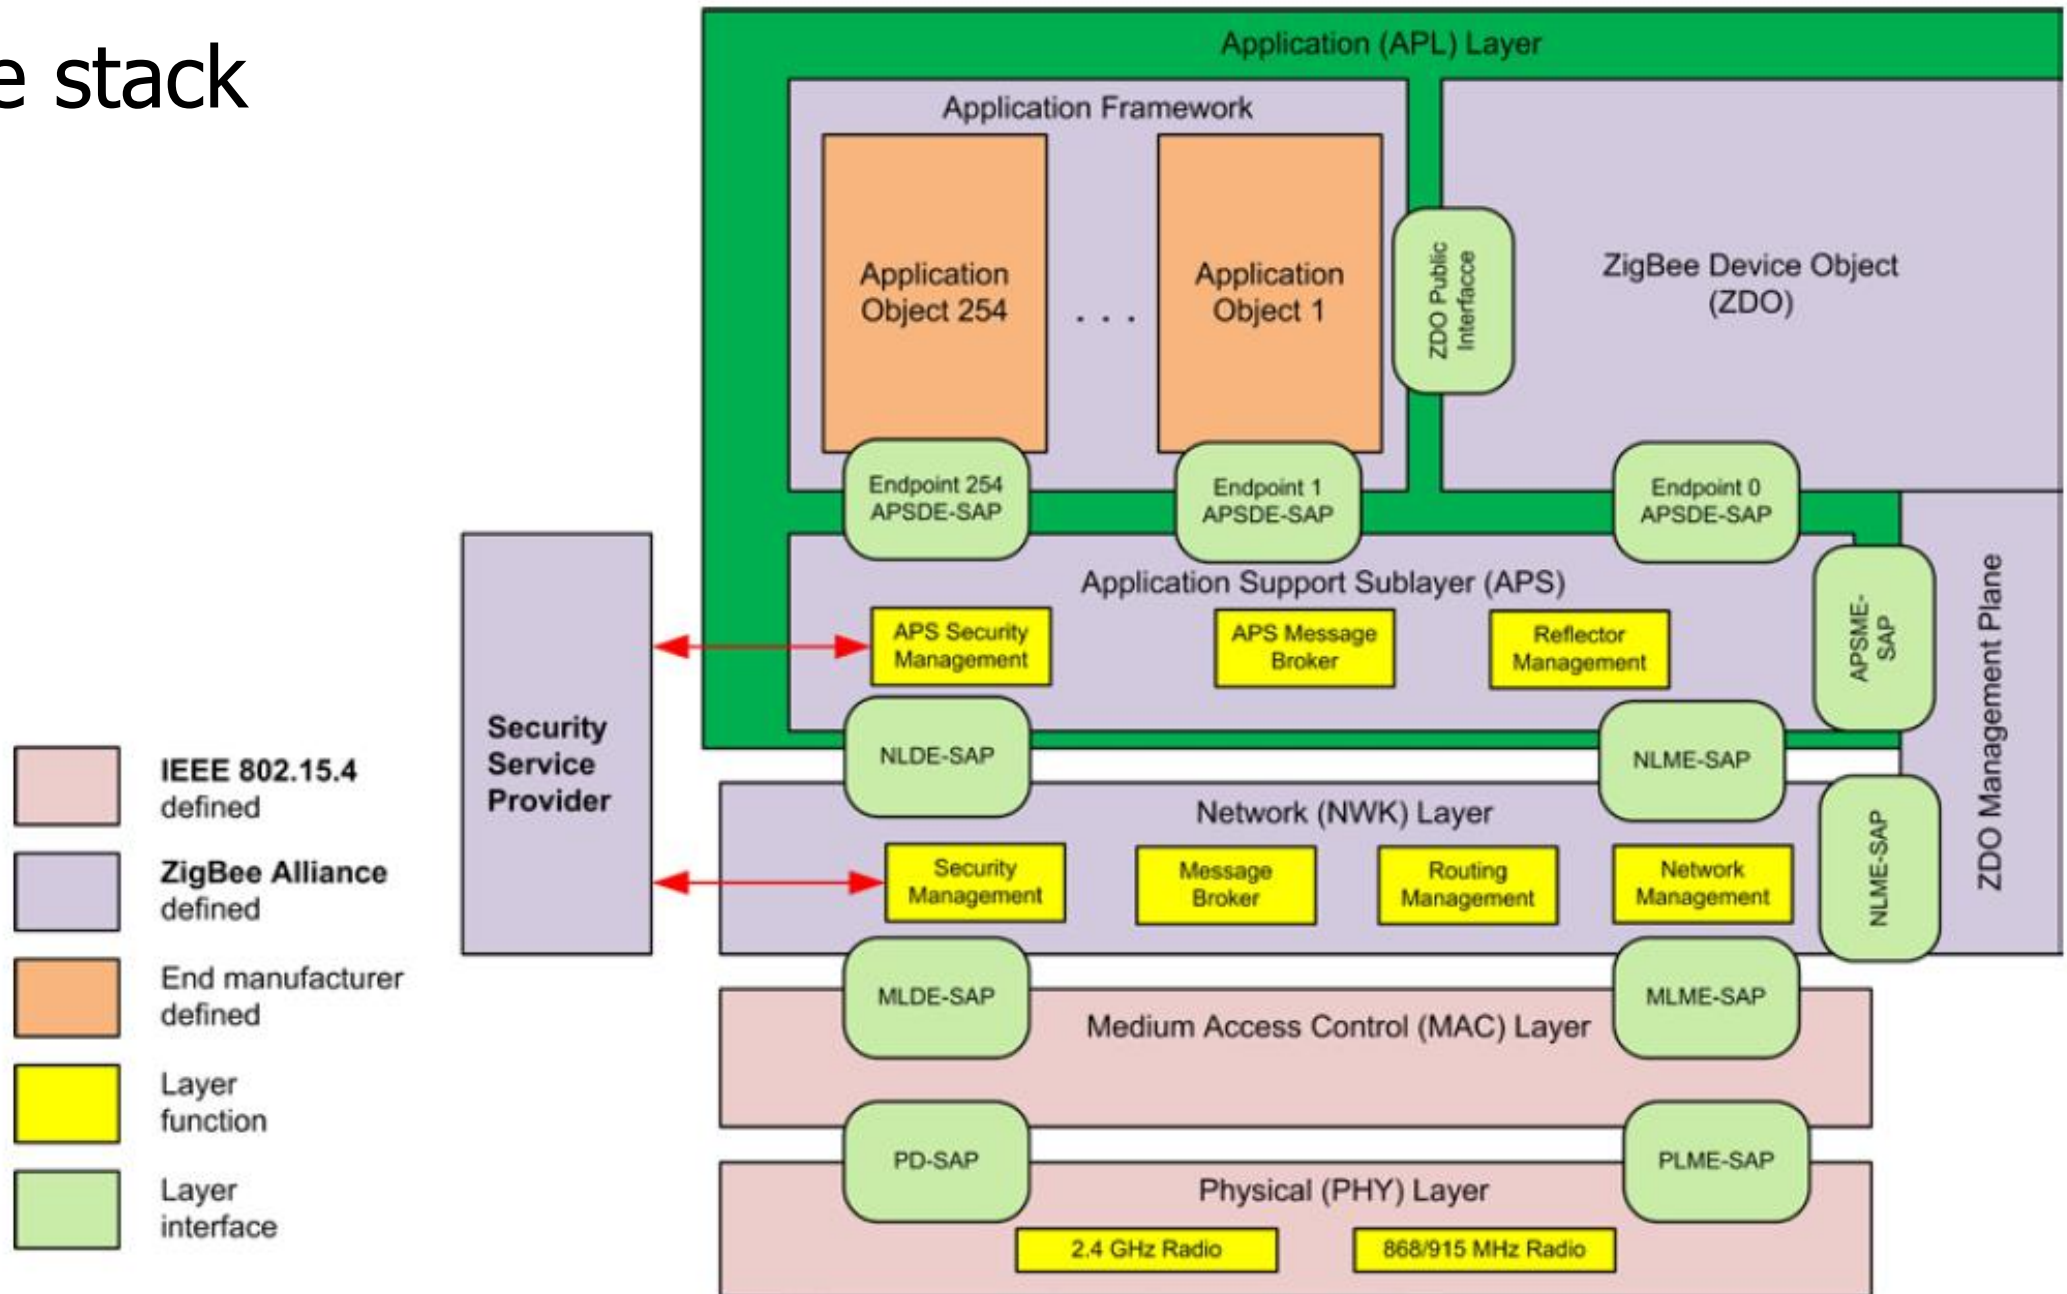 e stack
Application (APL) Layer
Application Framework
Application
Object 254
. . .
Application
Object 1
ZDO Public
Interfacce
ZigBee Device Object
(ZDO)
Endpoint 254
APSDE-SAP
Endpoint 1
APSDE-SAP
Endpoint 0
APSDE-SAP
Application Support Sublayer (APS)
APS Security
Management
APS Message
Broker
Reflector
Management
APSME-
SAP
ZDO Management Plane
Security
Service
Provider
NLDE-SAP
NLME-SAP
Network (NWK) Layer
Security
Management
Message
Broker
Routing
Management
Network
Management
NLME-SAP
MLDE-SAP
MLME-SAP
Medium Access Control (MAC) Layer
PD-SAP
PLME-SAP
Physical (PHY) Layer
2.4 GHz Radio
868/915 MHz Radio
IEEE 802.15.4
defined
ZigBee Alliance
defined
End manufacturer
defined
Layer
function
Layer
interface